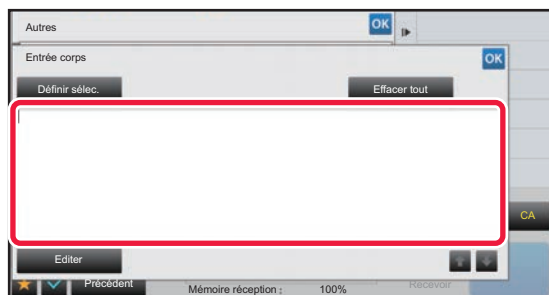 Autres
OK
Entrée corps
OK
Définir sélec.
Effacer tout
CA
Editer
Précédent
Mémoire réception :
100%
Recevoir